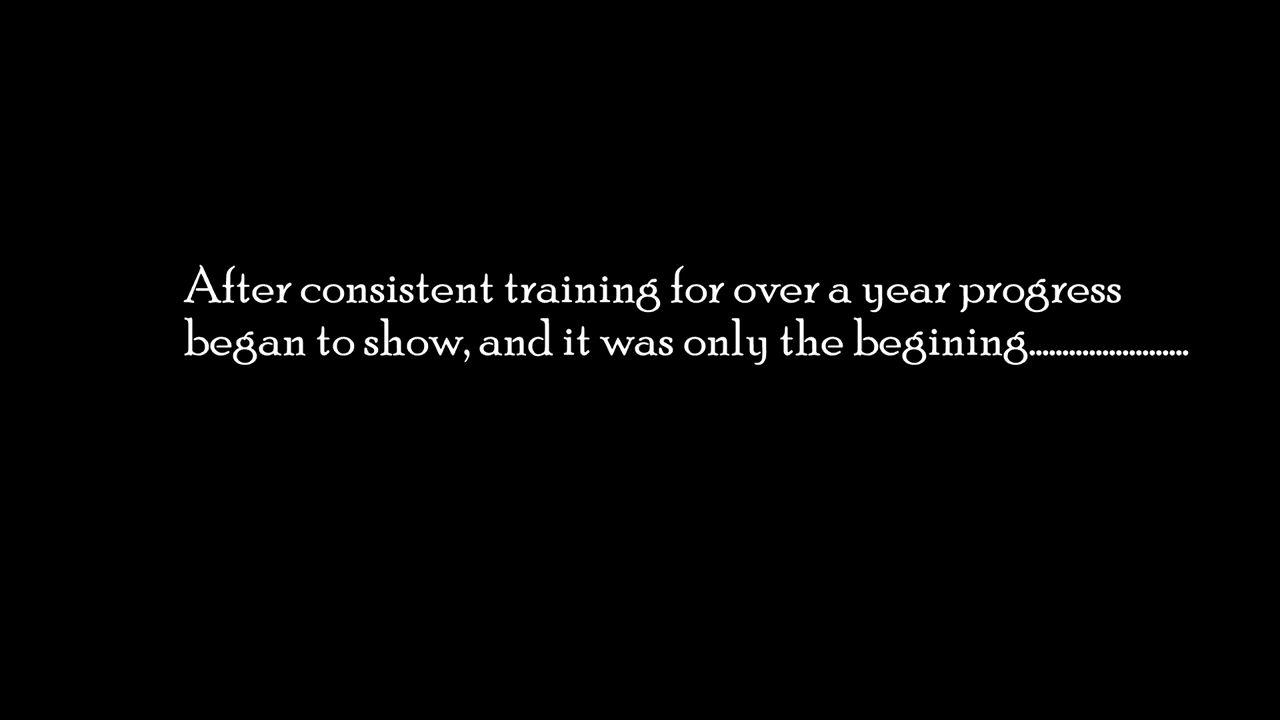 After consistent training for over a year progress
began to show, and it was only the begining........................